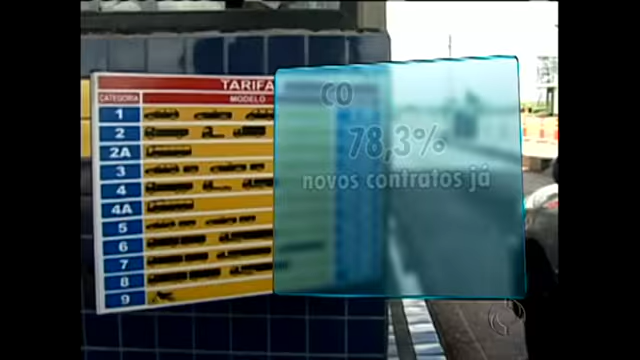 TARIFA
CATEGORIA
MODELO
1
2
2A
3
4
4A
5
6
7
8
9
CO
78,3%
novos contratos já